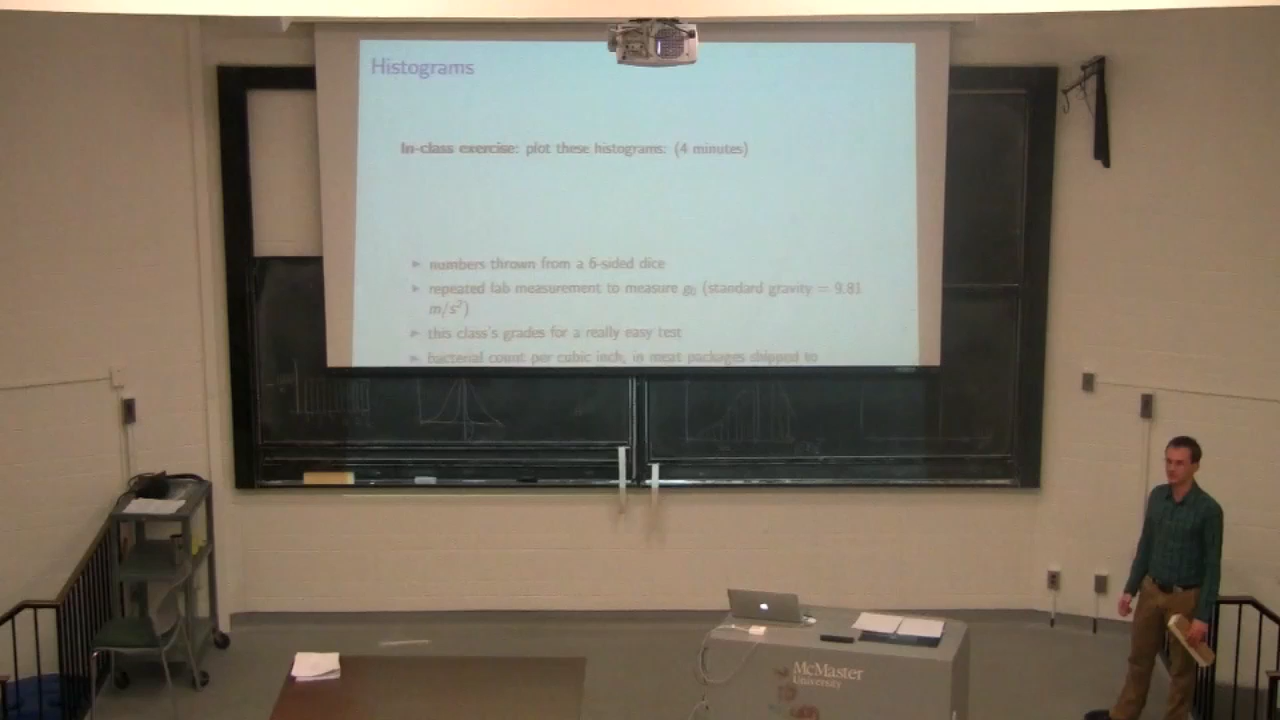 Histograms
In-class exercise: plot these histograms: (4 minutes)
▸ numbers thrown from a 6-sided dice
▸ repeated lab measurement to measure g₀ (standard gravity = 9.81
m/s²)
▸ this class's grades for a really easy test
▸ bacterial count per cubic inch, in meat packages shipped to
McMaster
University